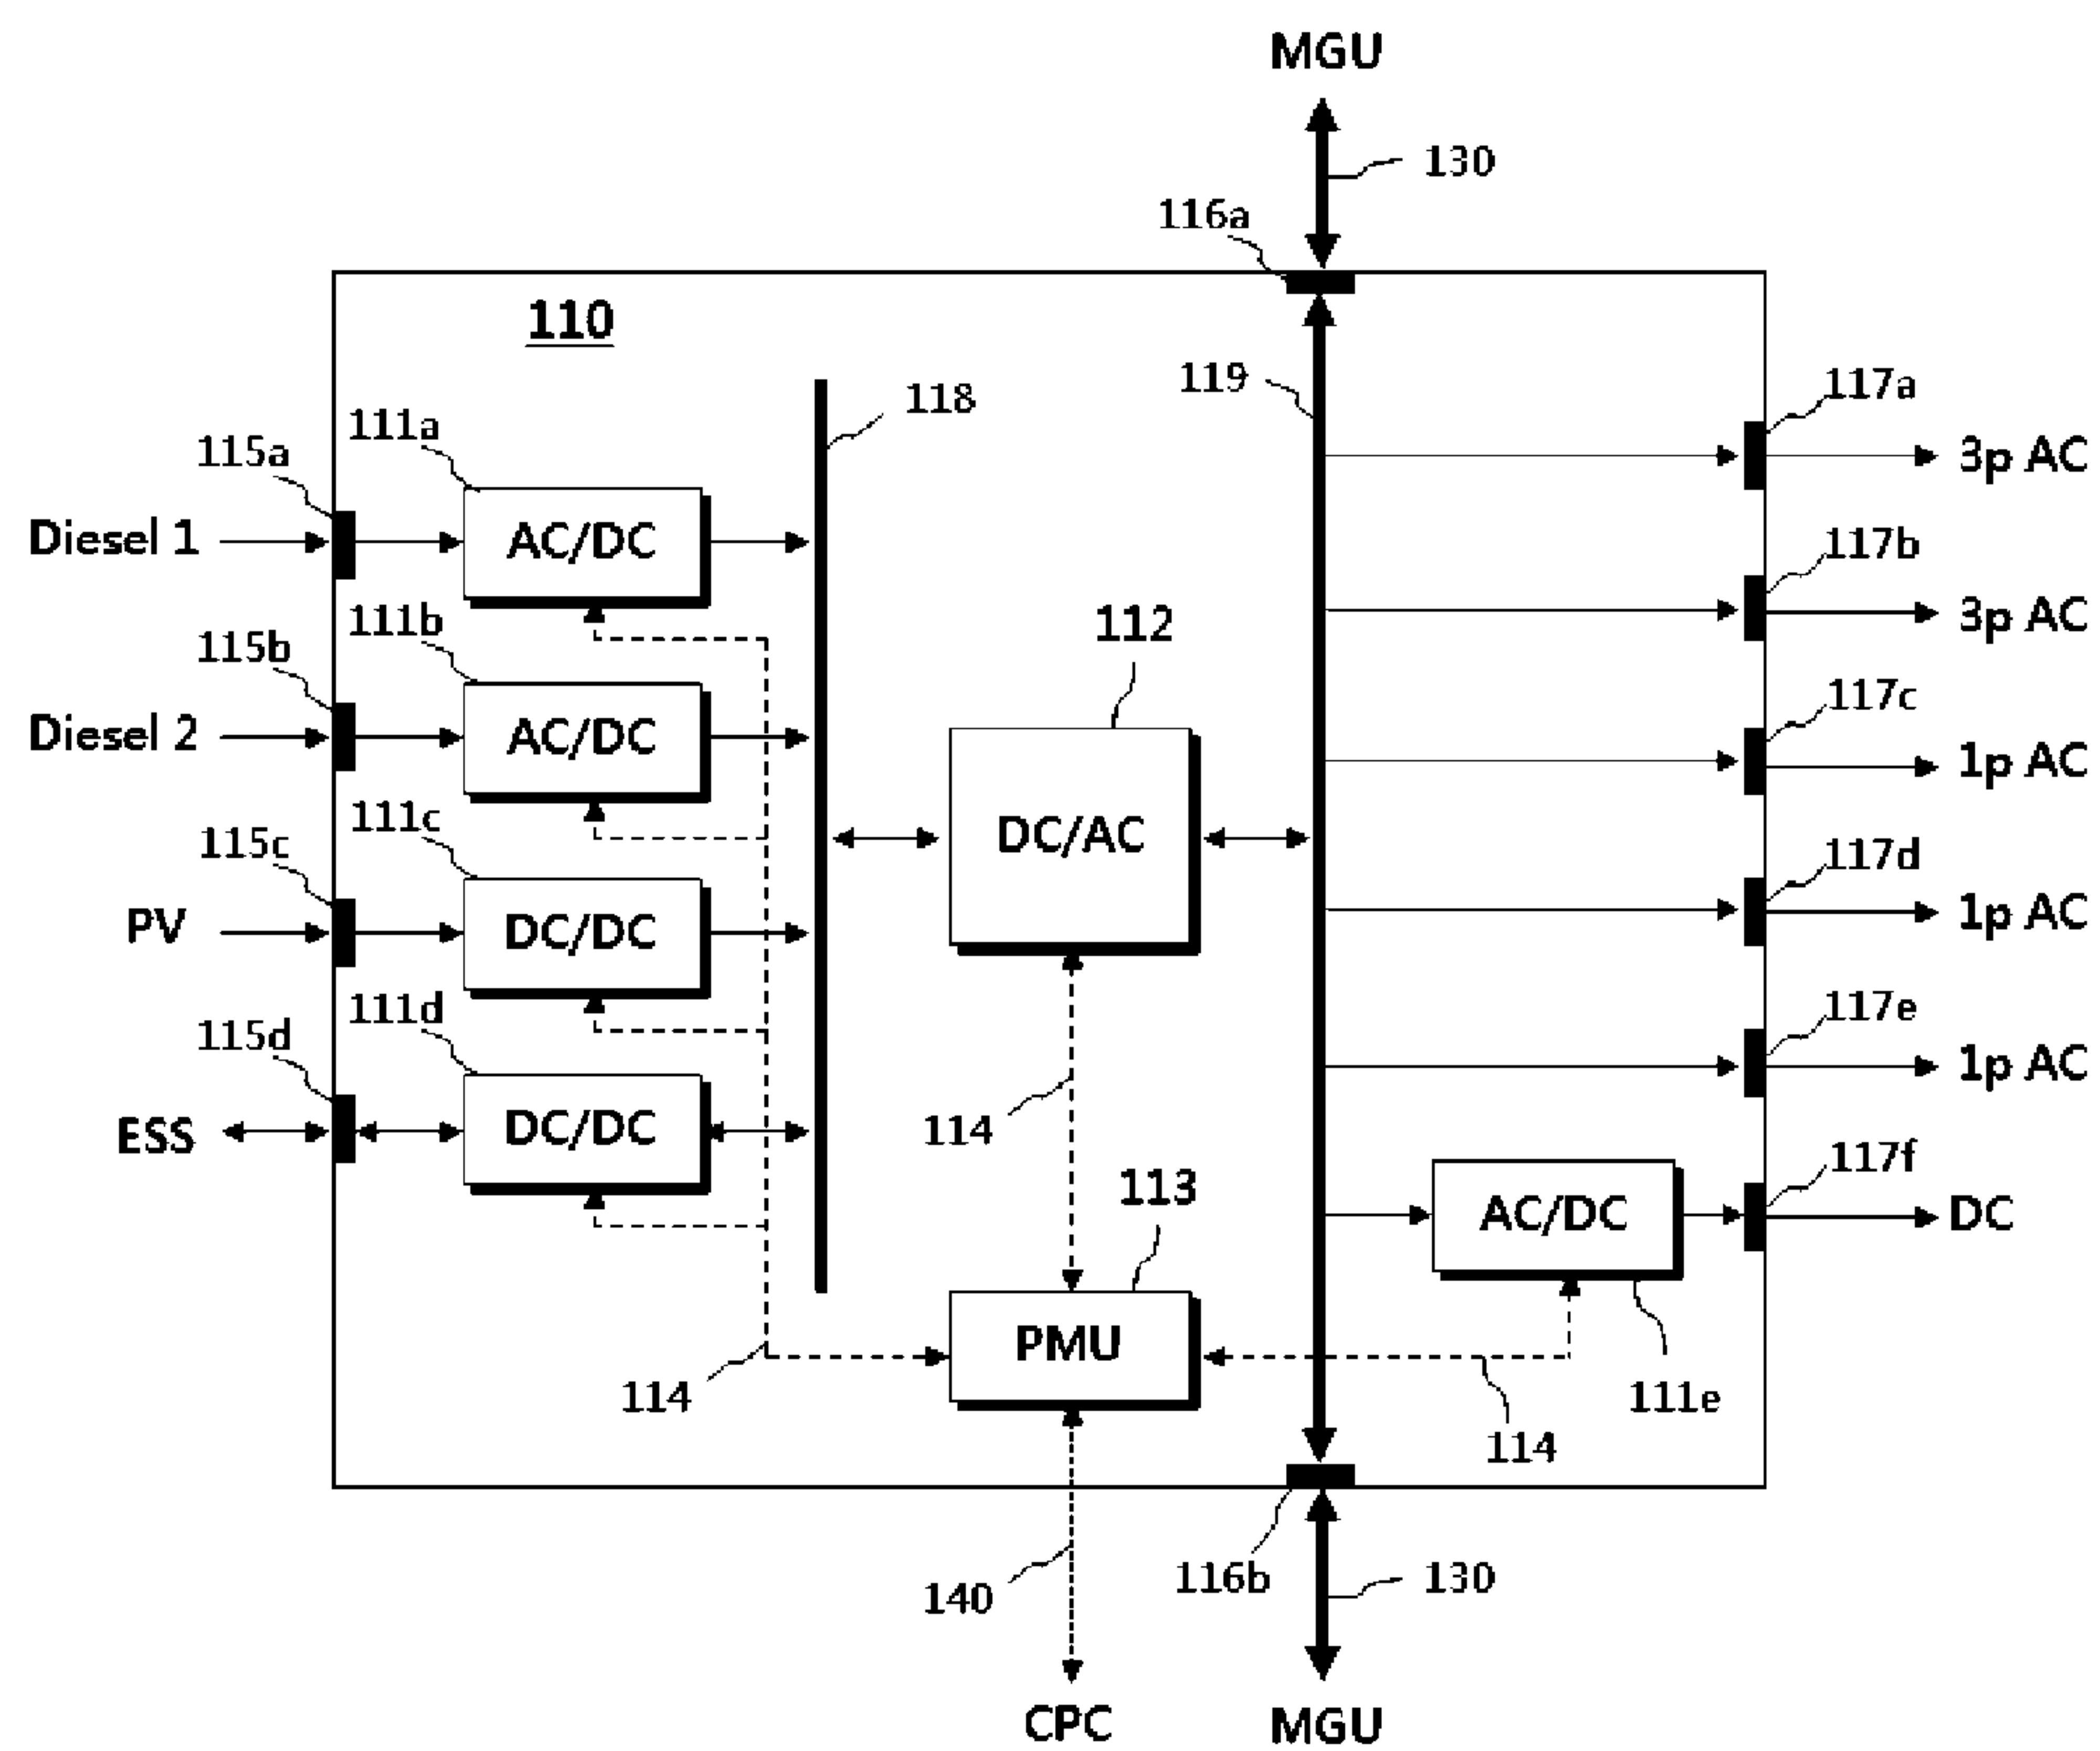 MGU
130
116a
110
119
117a
118
111a
3p AC
115a
Diesel 1
AC/DC
117b
111b
112
3p AC
115b
117c
Diesel 2
AC/DC
1p AC
111c
DC/AC
115c
117d
PV
DC/DC
1p AC
111d
117e
115d
1p AC
ESS
DC/DC
114
117f
113
AC/DC
DC
PMU
114
111e
114
116b
130
140
CPC
MGU